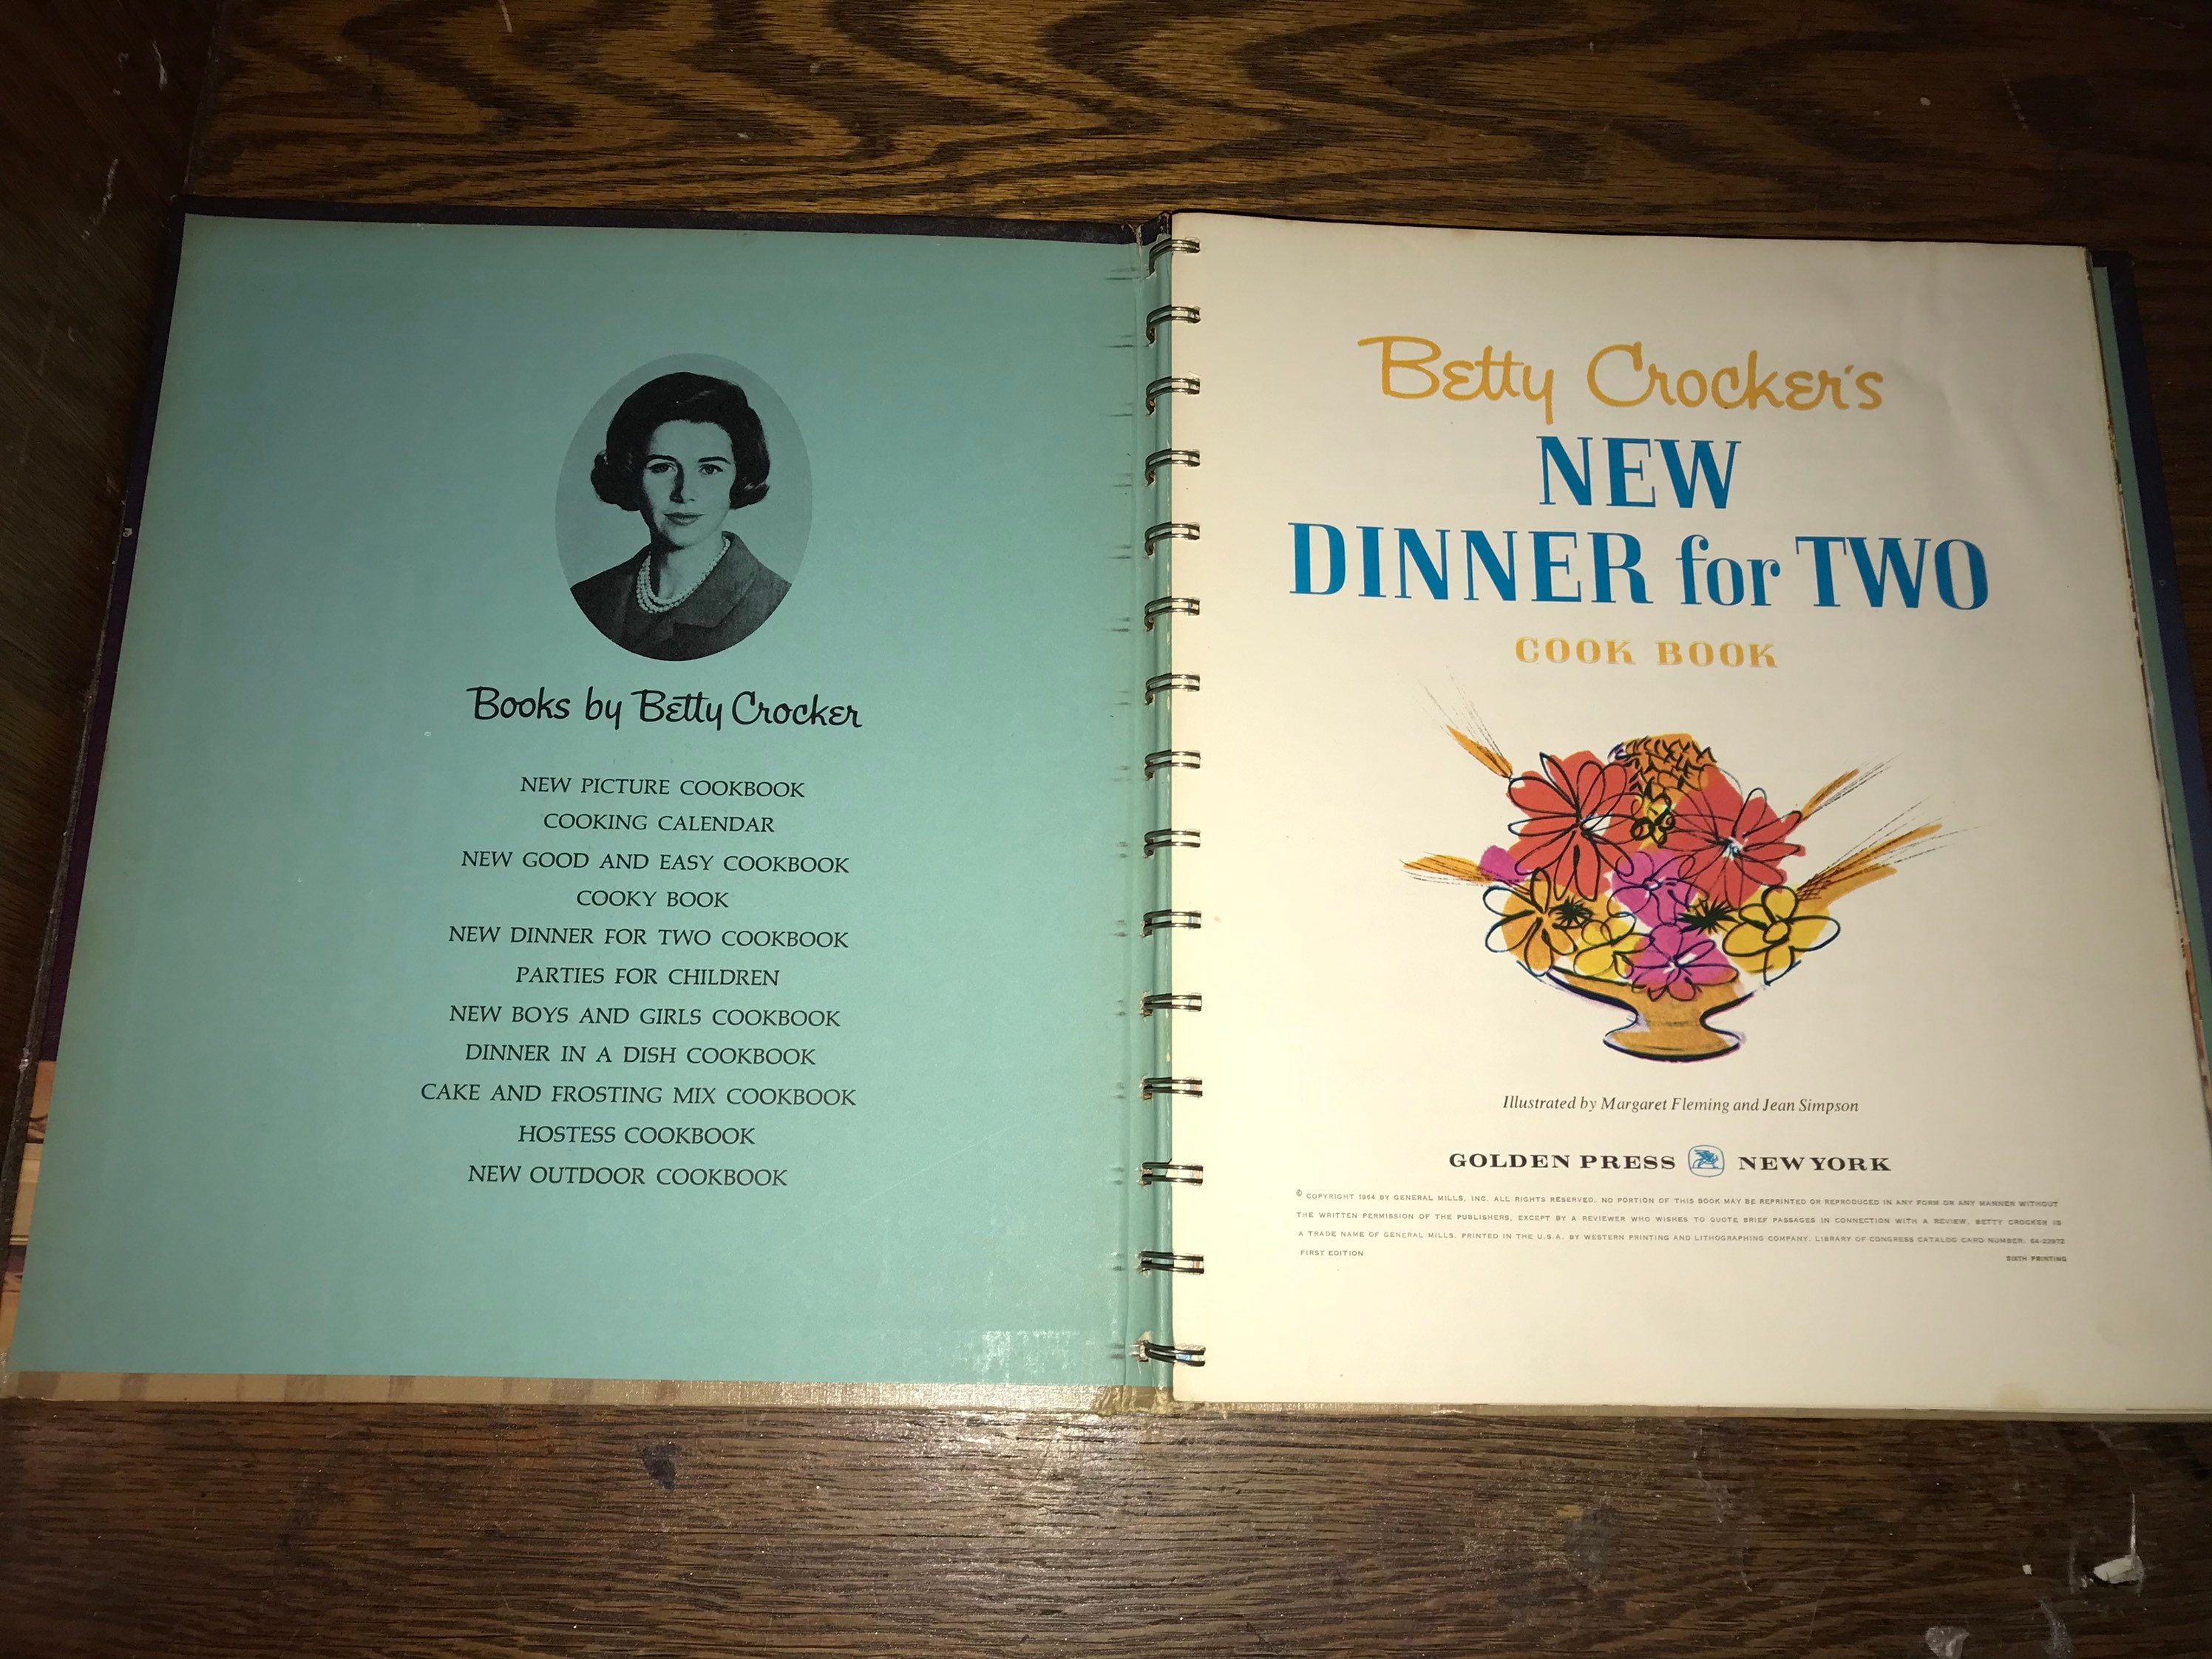 Books by Betty Crocker
NEW PICTURE COOKBOOK
COOKING CALENDAR
NEW GOOD AND EASY COOKBOOK
COOKY BOOK
NEW DINNER FOR TWO COOKBOOK
PARTIES FOR CHILDREN
NEW BOYS AND GIRLS COOKBOOK
DINNER IN A DISH COOKBOOK
CAKE AND FROSTING MIX COOKBOOK
HOSTESS COOKBOOK
NEW OUTDOOR COOKBOOK
Betty Crocker's
NEW
DINNER for TWO
COOK BOOK
Illustrated by Margaret Fleming and Jean Simpson
GOLDEN PRESS NEW YORK
© COPYRIGHT 1964 BY GENERAL MILLS, INC. ALL RIGHTS RESERVED. NO PORTION OF THIS BOOK MAY BE REPRINTED OR REPRODUCED IN ANY FORM OR ANY MANNER WITHOUT
THE WRITTEN PERMISSION OF THE PUBLISHERS, EXCEPT BY A REVIEWER WHO WISHES TO QUOTE BRIEF PASSAGES IN CONNECTION WITH A REVIEW. BETTY CROCKER IS
A TRADE NAME OF GENERAL MILLS. PRINTED IN THE U.S.A. BY WESTERN PRINTING AND LITHOGRAPHING COMPANY. LIBRARY OF CONGRESS CATALOG CARD NUMBER: 64-23972
FIRST EDITION
SIXTH PRINTING